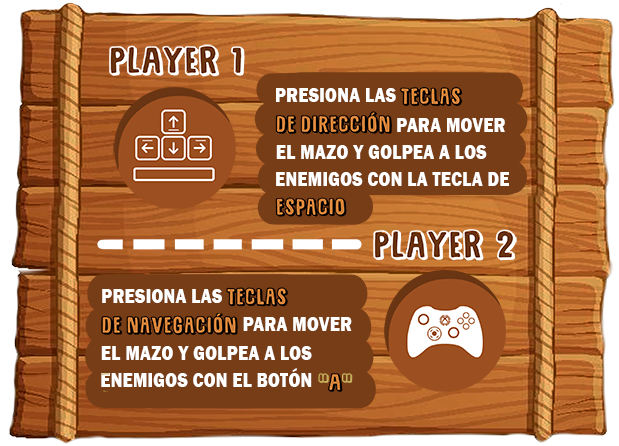 PLAYER 1
PRESIONA LAS TECLAS
DE DIRECCIÓN PARA MOVER
EL MAZO Y GOLPEA A LOS
ENEMIGOS CON LA TECLA DE
ESPACIO
PLAYER 2
PRESIONA LAS TECLAS
DE NAVEGACIÓN PARA MOVER
EL MAZO Y GOLPEA A LOS
ENEMIGOS CON EL BOTÓN "A"